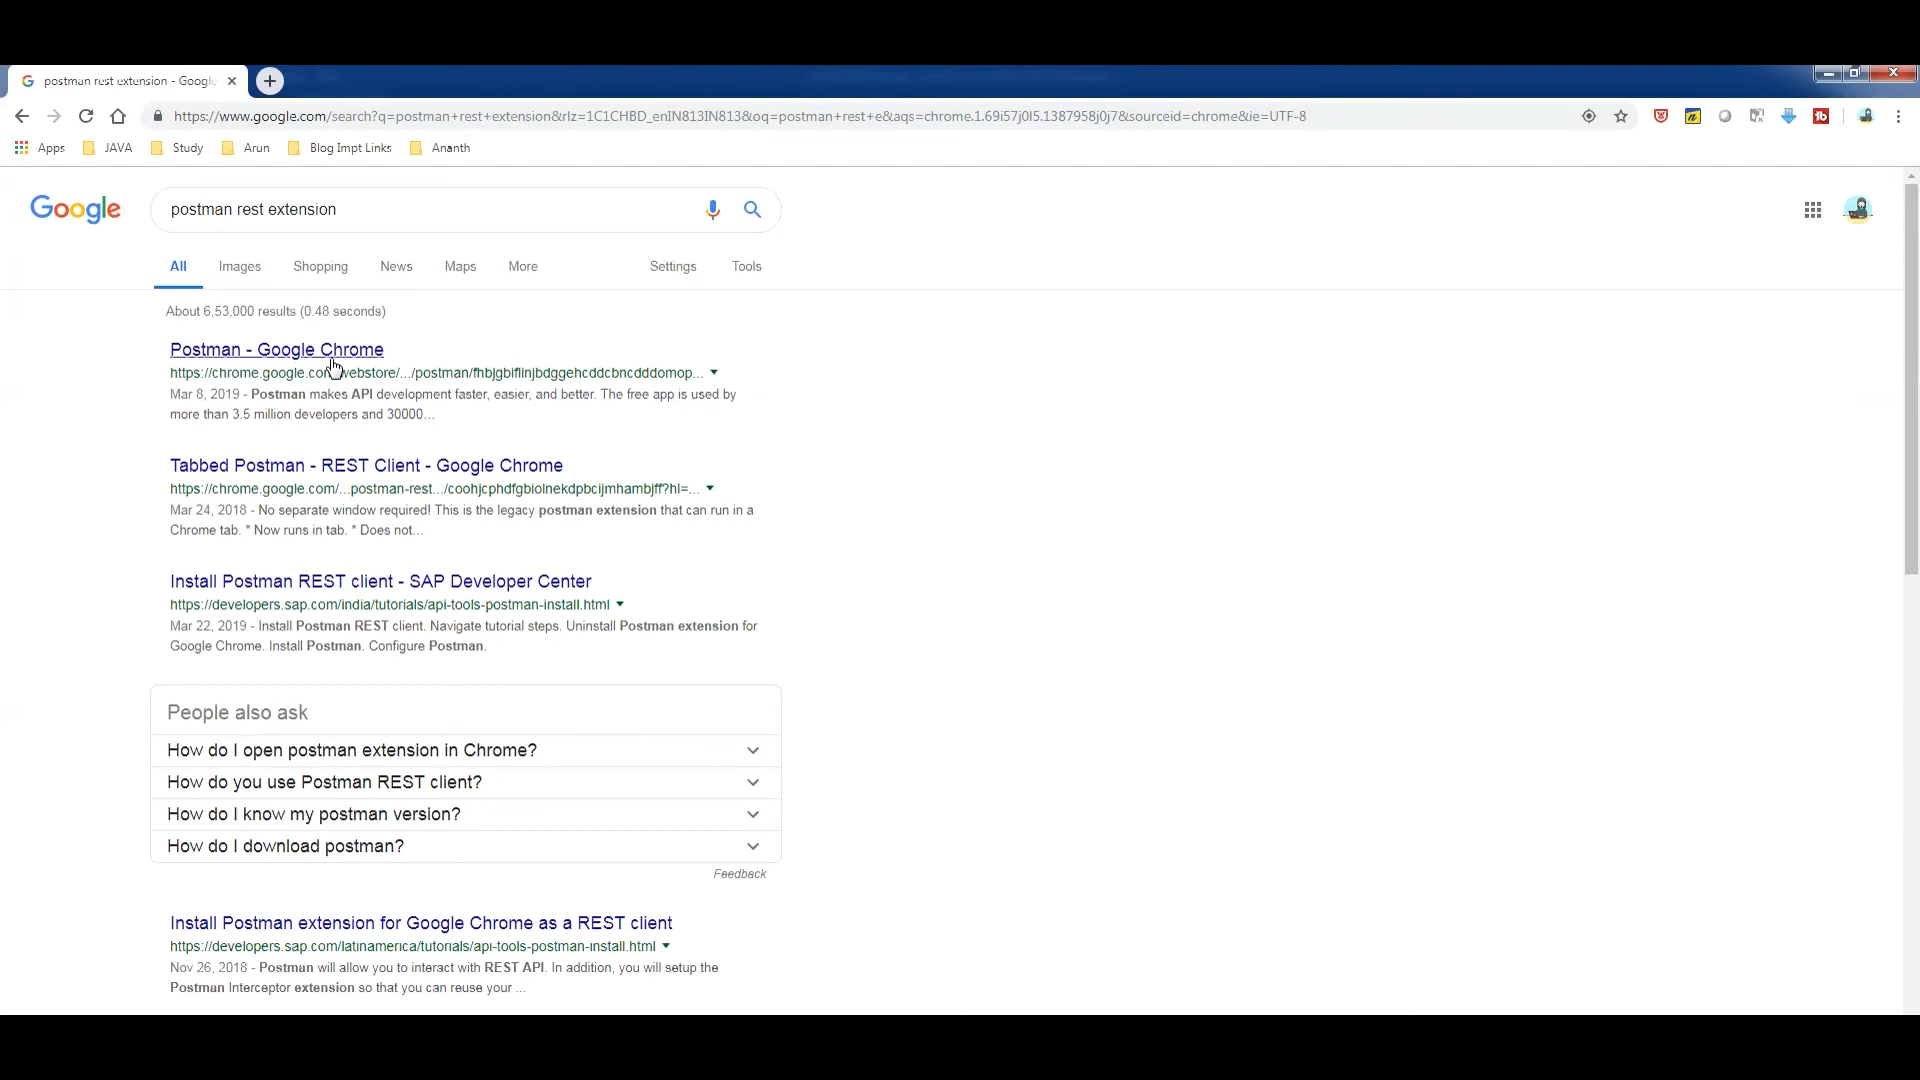 postman rest extension - Google
https://www.google.com/search?q=postman+rest+extension&rlz=1C1CHBD_enIN813IN813&oq=postman+rest+e&aqs=chrome.1.69i57j0l5.1387958j0j7&sourceid=chrome&ie=UTF-8
Apps JAVA Study Arun Blog Impt Links Ananth
Google postman rest extension
All Images Shopping News Maps More Settings Tools
About 6,53,000 results (0.48 seconds)
Postman - Google Chrome
https://chrome.google.com/webstore/.../postman/fhbjgbiflinjbdggehcddcbncdddomop...
Mar 8, 2019 - Postman makes API development faster, easier, and better. The free app is used by
more than 3.5 million developers and 30000...
Tabbed Postman - REST Client - Google Chrome
https://chrome.google.com/...postman-rest.../coohjcphdfgbiolnekdpbcijmhambjff?hl=...
Mar 24, 2018 - No separate window required! This is the legacy postman extension that can run in a
Chrome tab. * Now runs in tab. * Does not...
Install Postman REST client - SAP Developer Center
https://developers.sap.com/india/tutorials/api-tools-postman-install.html
Mar 22, 2019 - Install Postman REST client. Navigate tutorial steps. Uninstall Postman extension for
Google Chrome. Install Postman. Configure Postman.
People also ask
How do I open postman extension in Chrome?
How do you use Postman REST client?
How do I know my postman version?
How do I download postman?
Feedback
Install Postman extension for Google Chrome as a REST client
https://developers.sap.com/latinamerica/tutorials/api-tools-postman-install.html
Nov 26, 2018 - Postman will allow you to interact with REST API. In addition, you will setup the
Postman Interceptor extension so that you can reuse your ...